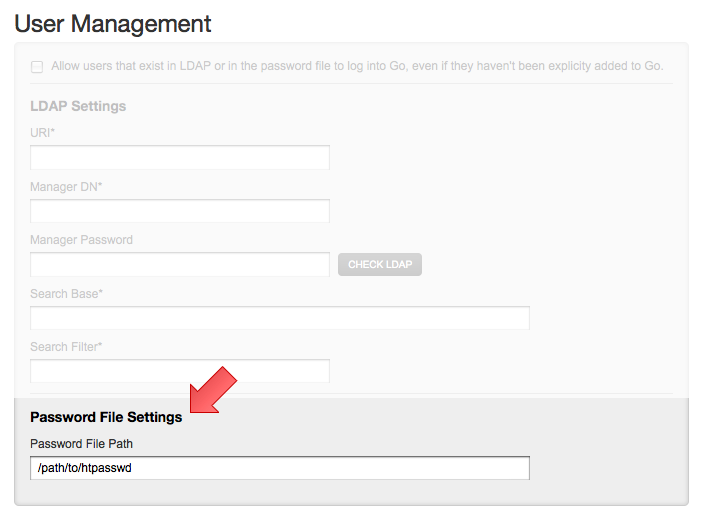 User Management
Allow users that exist in LDAP or in the password file to log into Go, even if they haven't been explicity added to Go.
LDAP Settings
URI*
Manager DN*
Manager Password
CHECK LDAP
Search Base*
Search Filter*
Password File Settings
Password File Path
/path/to/htpasswd